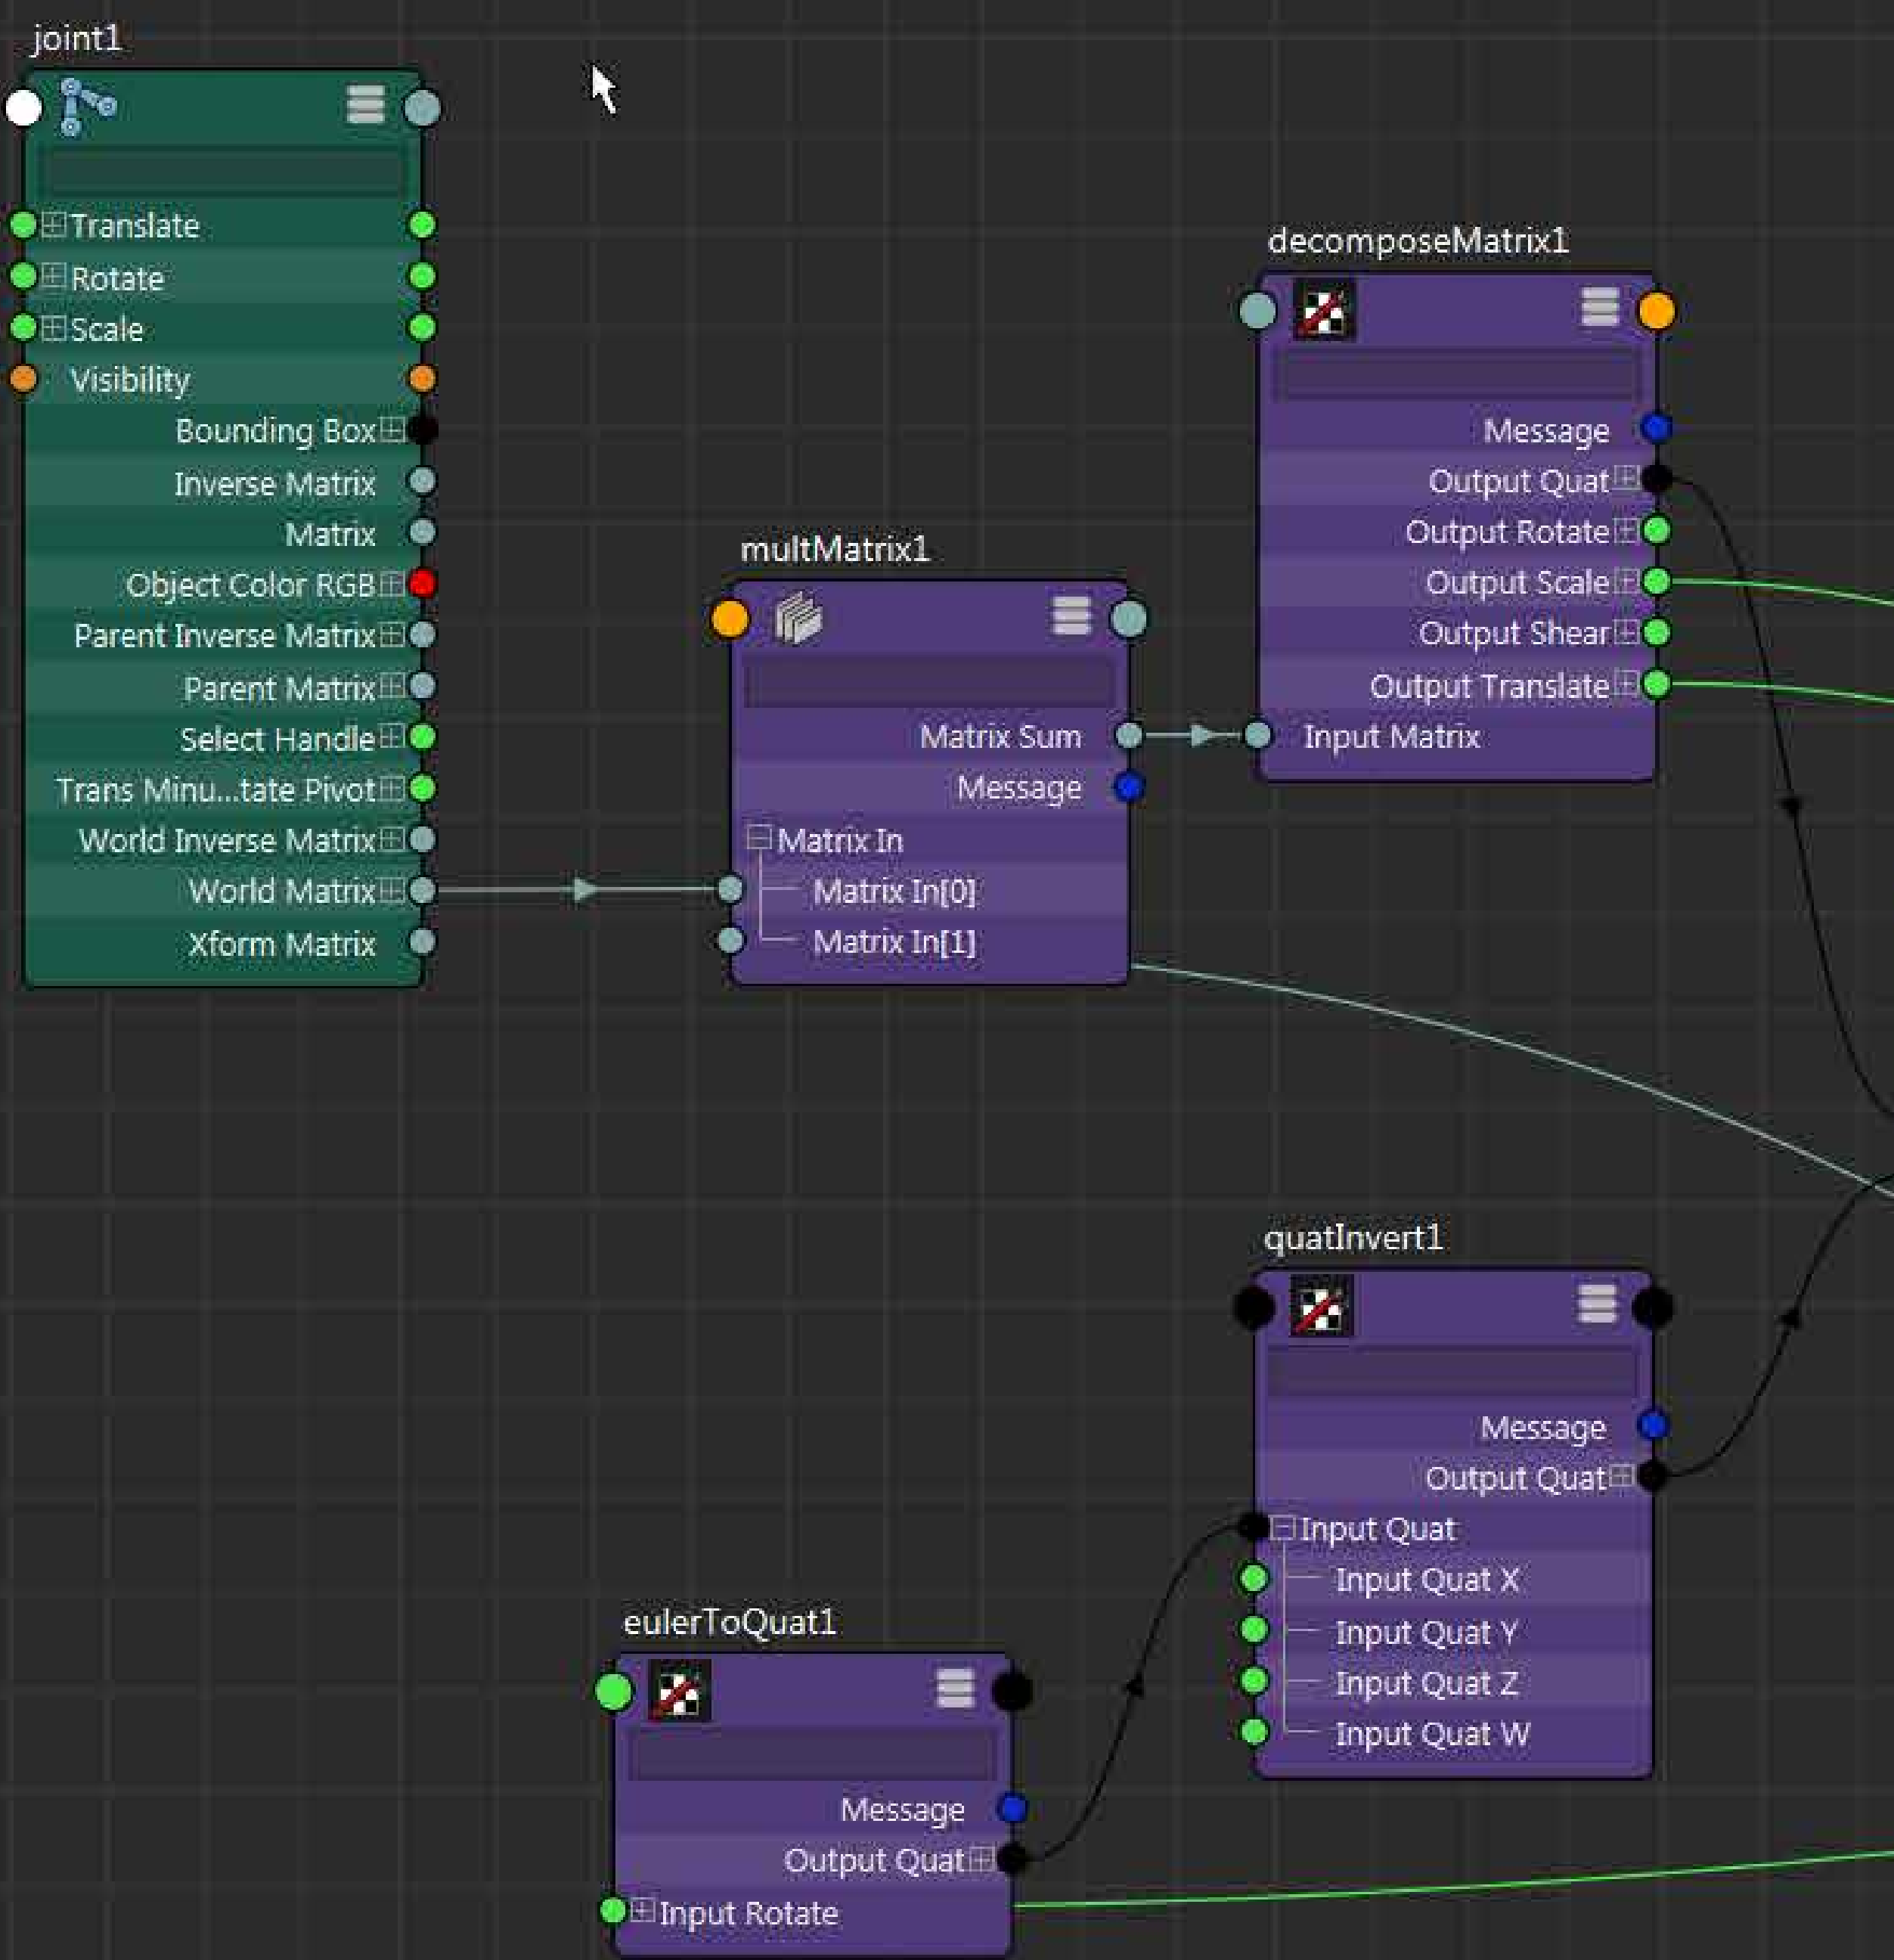 joint1
Translate
Rotate
Scale
Visibility
Bounding Box
Inverse Matrix
Matrix
Object Color RGB
Parent Inverse Matrix
Parent Matrix
Select Handle
Trans Minu...tate Pivot
World Inverse Matrix
World Matrix
Xform Matrix
multMatrix1
Matrix Sum
Message
Matrix In
Matrix In[0]
Matrix In[1]
decomposeMatrix1
Message
Output Quat
Output Rotate
Output Scale
Output Shear
Output Translate
Input Matrix
quatInvert1
Message
Output Quat
Input Quat
Input Quat X
Input Quat Y
Input Quat Z
Input Quat W
eulerToQuat1
Message
Output Quat
Input Rotate